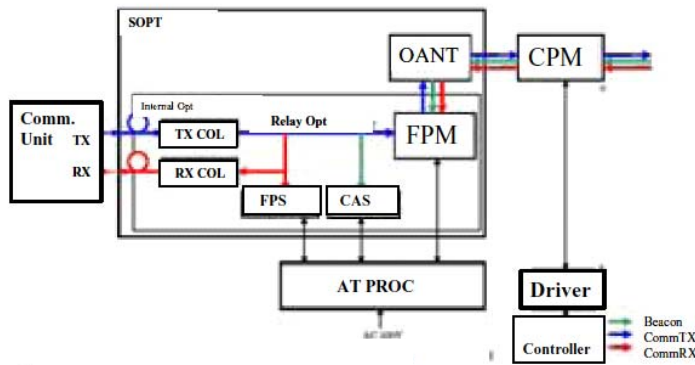 SOPT
OANT
CPM
Internal Opt
Comm.
Unit
TX
RX
TX COL
RX COL
Relay Opt
FPM
FPS
CAS
AT PROC
Driver
Controller
Beacon
CommTX
CommRX